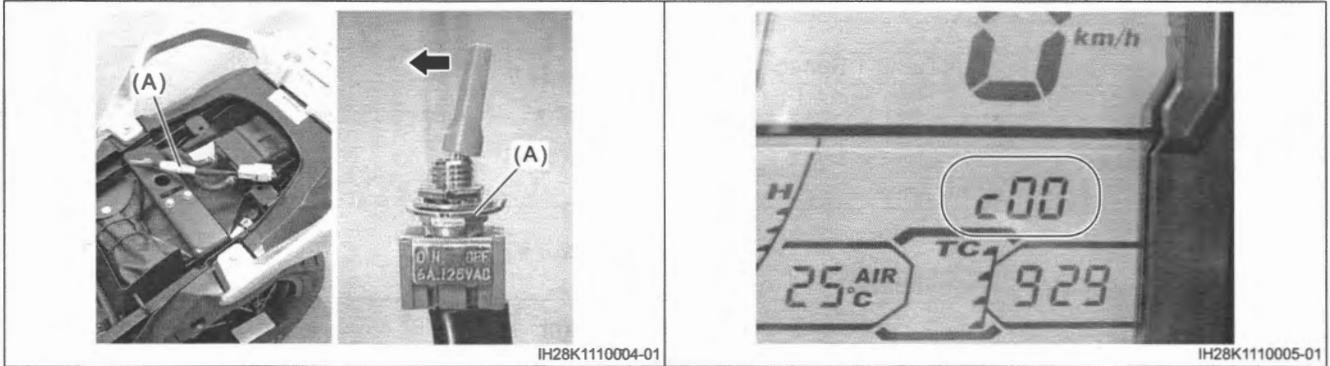 (A)
(A)
ON OFF
6A.125VAC
IH28K1110004-01
km/h
c00
H
TC
25°C AIR
929
IH28K1110005-01